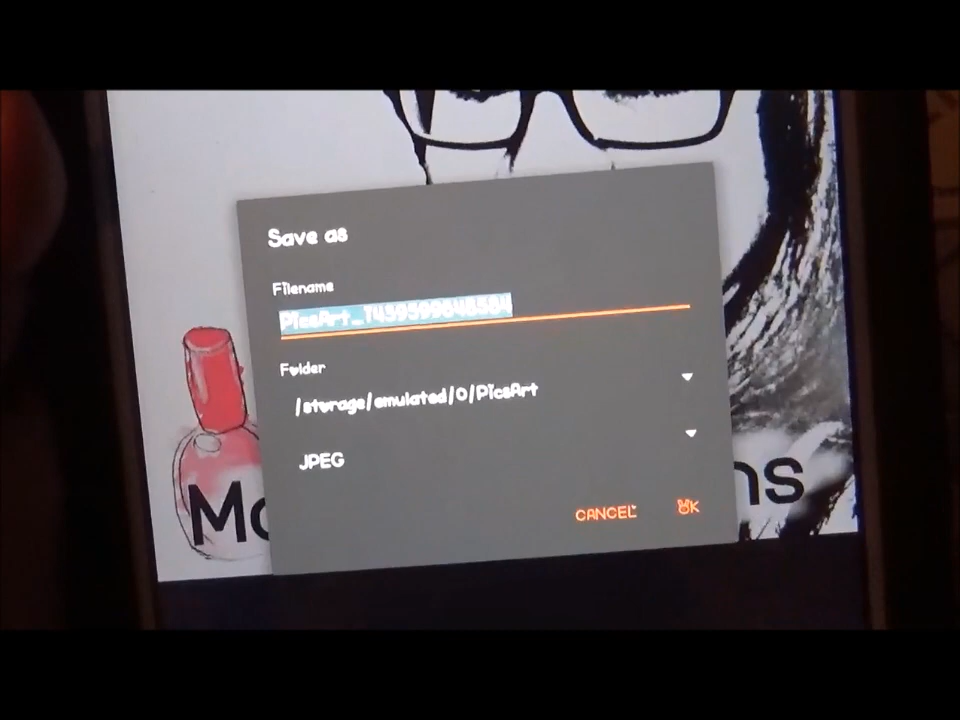 Save as
Filename
Folder
/storage/emulated/0/PicsArt
JPEG
CANCEL OK